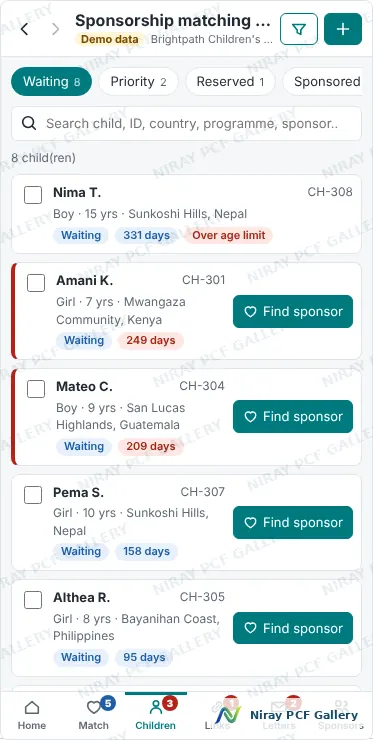 Sponsorship matching ...
Demo data Brightpath Children's ...
Waiting 8 Priority 2 Reserved 1 Sponsored
Search child, ID, country, programme, sponsor..
8 child(ren)
Nima T. CH-308
Boy · 15 yrs · Sunkoshi Hills, Nepal
Waiting 331 days Over age limit
Amani K. CH-301
Girl · 7 yrs · Mwangaza
Community, Kenya
Find sponsor
Waiting 249 days
Mateo C. CH-304
Boy · 9 yrs · San Lucas
Highlands, Guatemala
Find sponsor
Waiting 209 days
Pema S. CH-307
Girl · 10 yrs · Sunkoshi Hills,
Nepal
Find sponsor
Waiting 158 days
Althea R. CH-305
Girl · 8 yrs · Bayanihan Coast,
Philippines
Find sponsor
Waiting 95 days
5 3
Home Match Children Letters Sponsors
Niray PCF Gallery
NIRAY PCF GALLERY